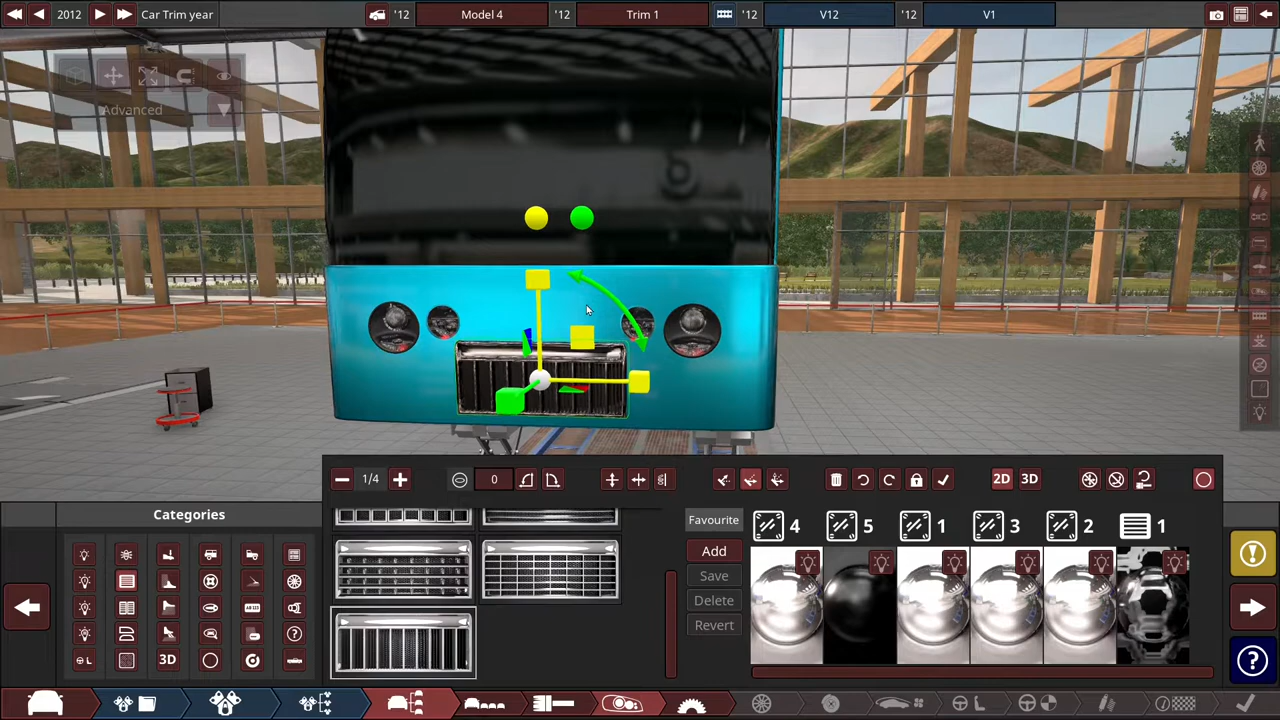 2012 Car Trim year '12 Model 4 '12 Trim 1 '12 V12 '12 V1
Advanced
1/4 0 2D 3D
Categories
Favourite 4 5 1 3 2 1
Add
Save
Delete
Revert
L 3D